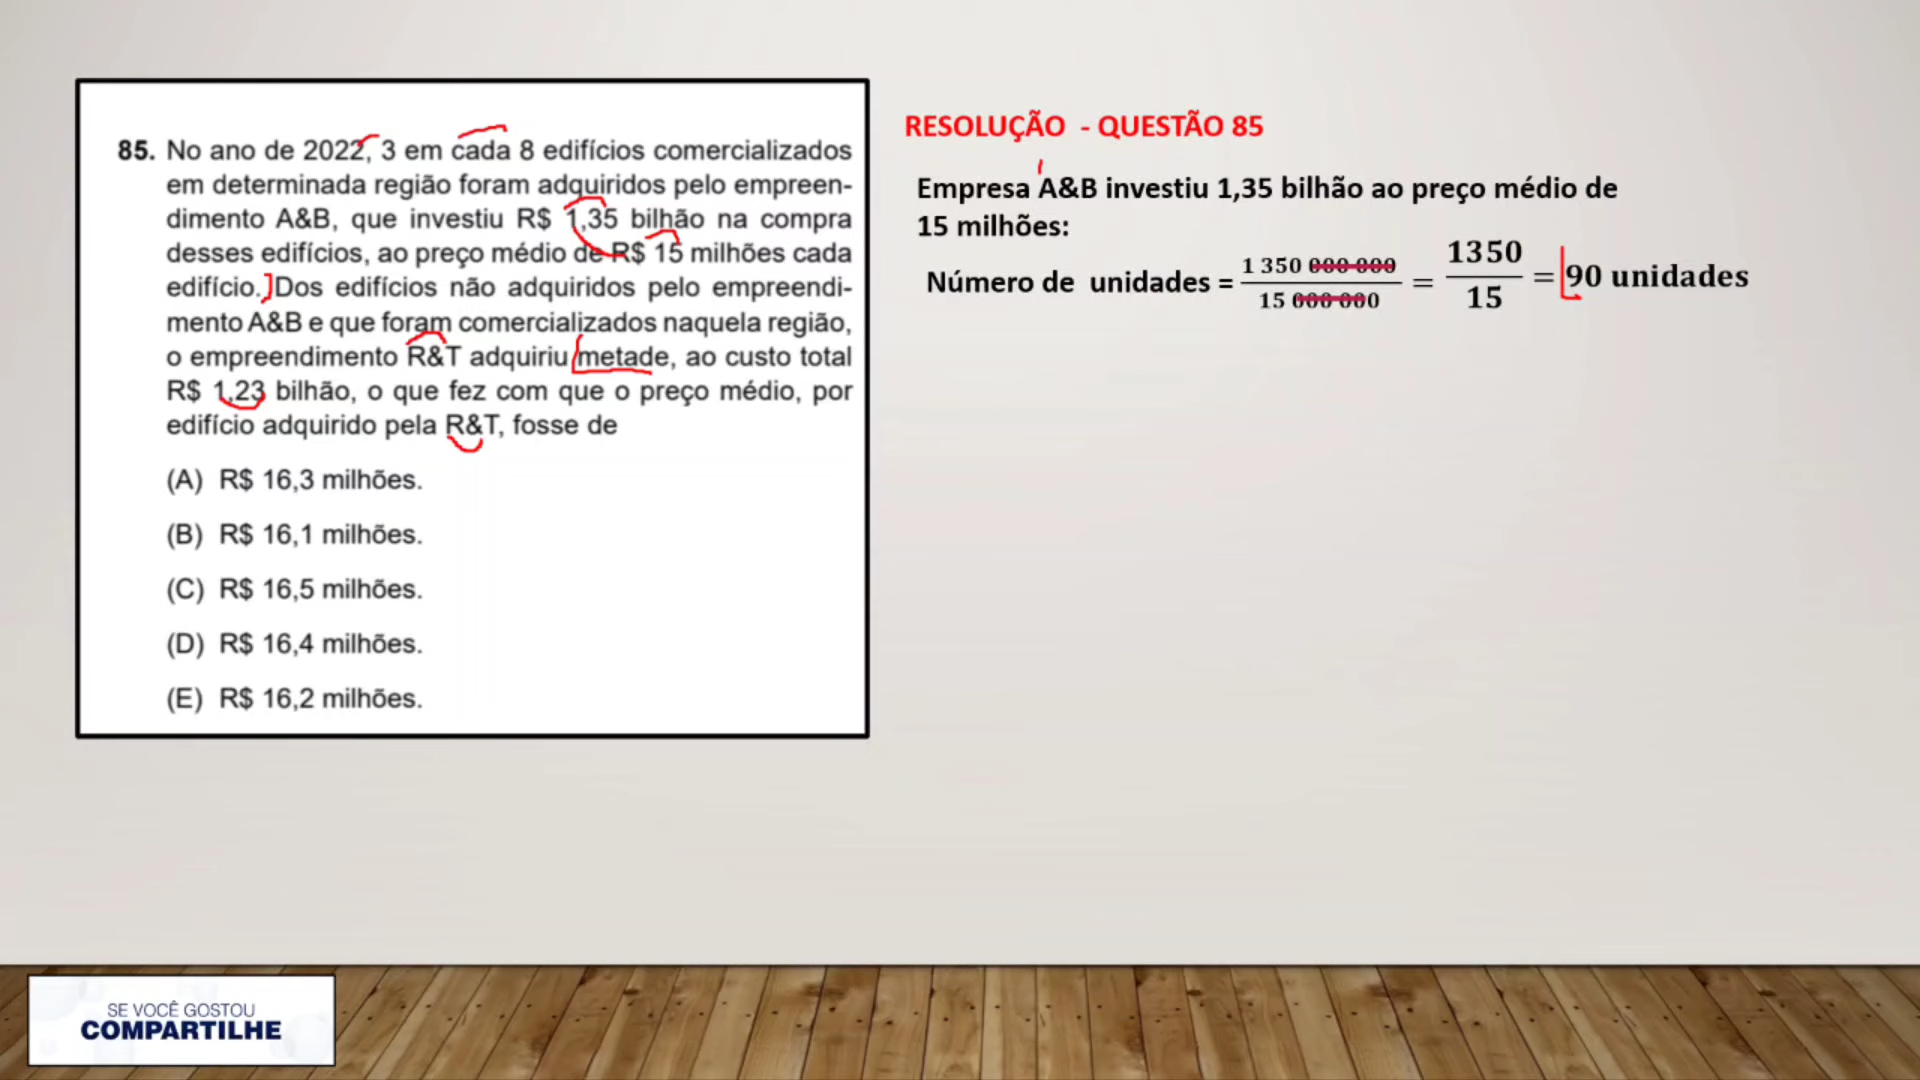 85. No ano de 2022, 3 em cada 8 edifícios comercializados
em determinada região foram adquiridos pelo empreen-
dimento A&B, que investiu R$ 1,35 bilhão na compra
desses edifícios, ao preço médio de R$ 15 milhões cada
edifício. Dos edifícios não adquiridos pelo empreendi-
mento A&B e que foram comercializados naquela região,
o empreendimento R&T adquiriu metade, ao custo total
R$ 1,23 bilhão, o que fez com que o preço médio, por
edifício adquirido pela R&T, fosse de
(A) R$ 16,3 milhões.
(B) R$ 16,1 milhões.
(C) R$ 16,5 milhões.
(D) R$ 16,4 milhões.
(E) R$ 16,2 milhões.
RESOLUÇÃO - QUESTÃO 85
Empresa A&B investiu 1,35 bilhão ao preço médio de
15 milhões:
Número de unidades = 1 350 000 000 / 15 000 000 = 1350 / 15 = 90 unidades
SE VOCÊ GOSTOU
COMPARTILHE